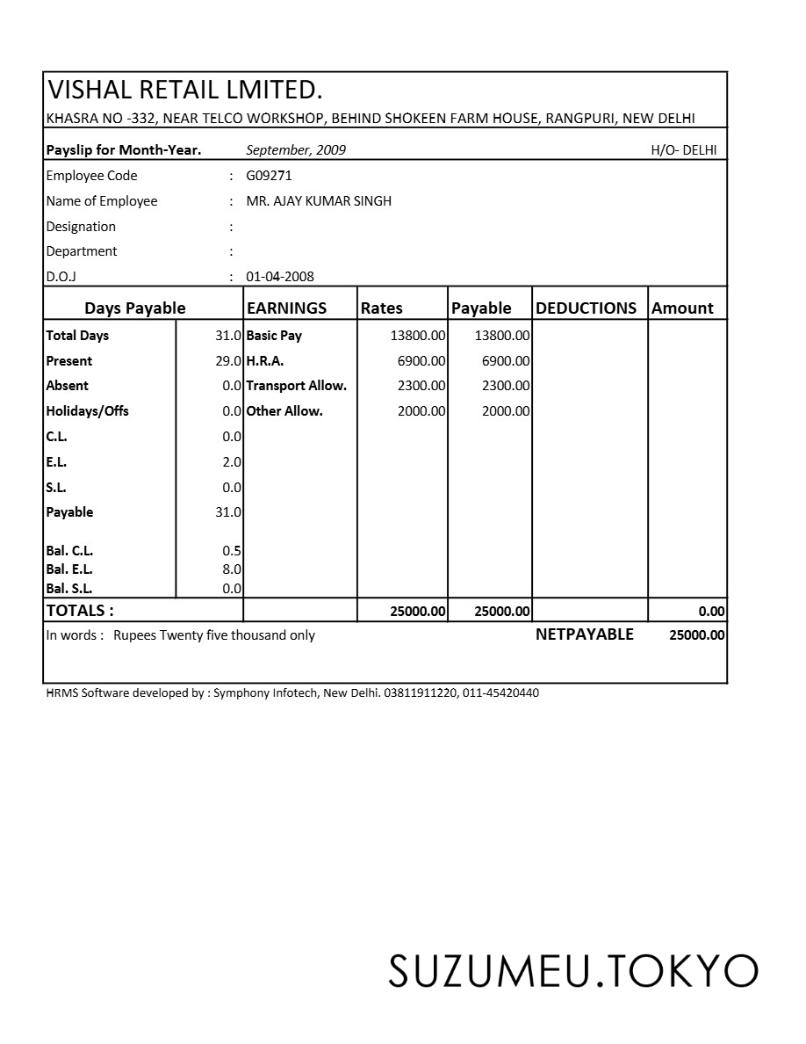 VISHAL RETAIL LMITED.
KHASRA NO -332, NEAR TELCO WORKSHOP, BEHIND SHOKEEN FARM HOUSE, RANGPURI, NEW DELHI
Payslip for Month-Year. September, 2009 H/O- DELHI
Employee Code : G09271
Name of Employee : MR. AJAY KUMAR SINGH
Designation :
Department :
D.O.J : 01-04-2008
Days Payable EARNINGS Rates Payable DEDUCTIONS Amount
Total Days 31.0 Basic Pay 13800.00 13800.00
Present 29.0 H.R.A. 6900.00 6900.00
Absent 0.0 Transport Allow. 2300.00 2300.00
Holidays/Offs 0.0 Other Allow. 2000.00 2000.00
C.L. 0.0
E.L. 2.0
S.L. 0.0
Payable 31.0
Bal. C.L. 0.5
Bal. E.L. 8.0
Bal. S.L. 0.0
TOTALS : 25000.00 25000.00 0.00
In words : Rupees Twenty five thousand only NETPAYABLE 25000.00
HRMS Software developed by : Symphony Infotech, New Delhi. 03811911220, 011-45420440
SUZUMEU.TOKYO